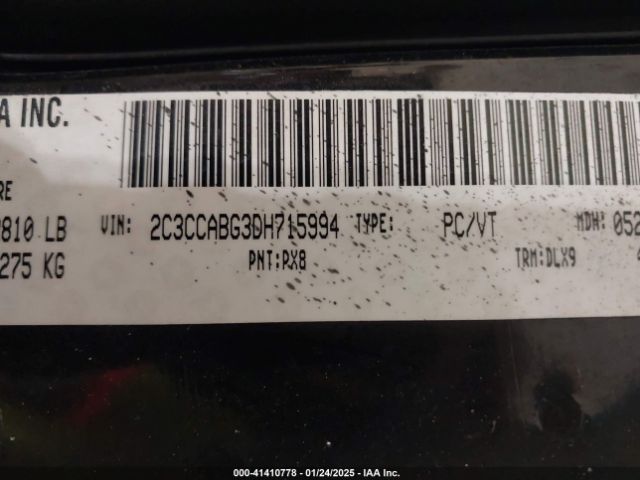 A INC.
RE
810 LB VIN: 2C3CCABG3DH715994 TYPE: PC/VT MDH: 052
275 KG PNT:PX8 TRM:DLX9
000-41410778 - 01/24/2025 - IAA Inc.